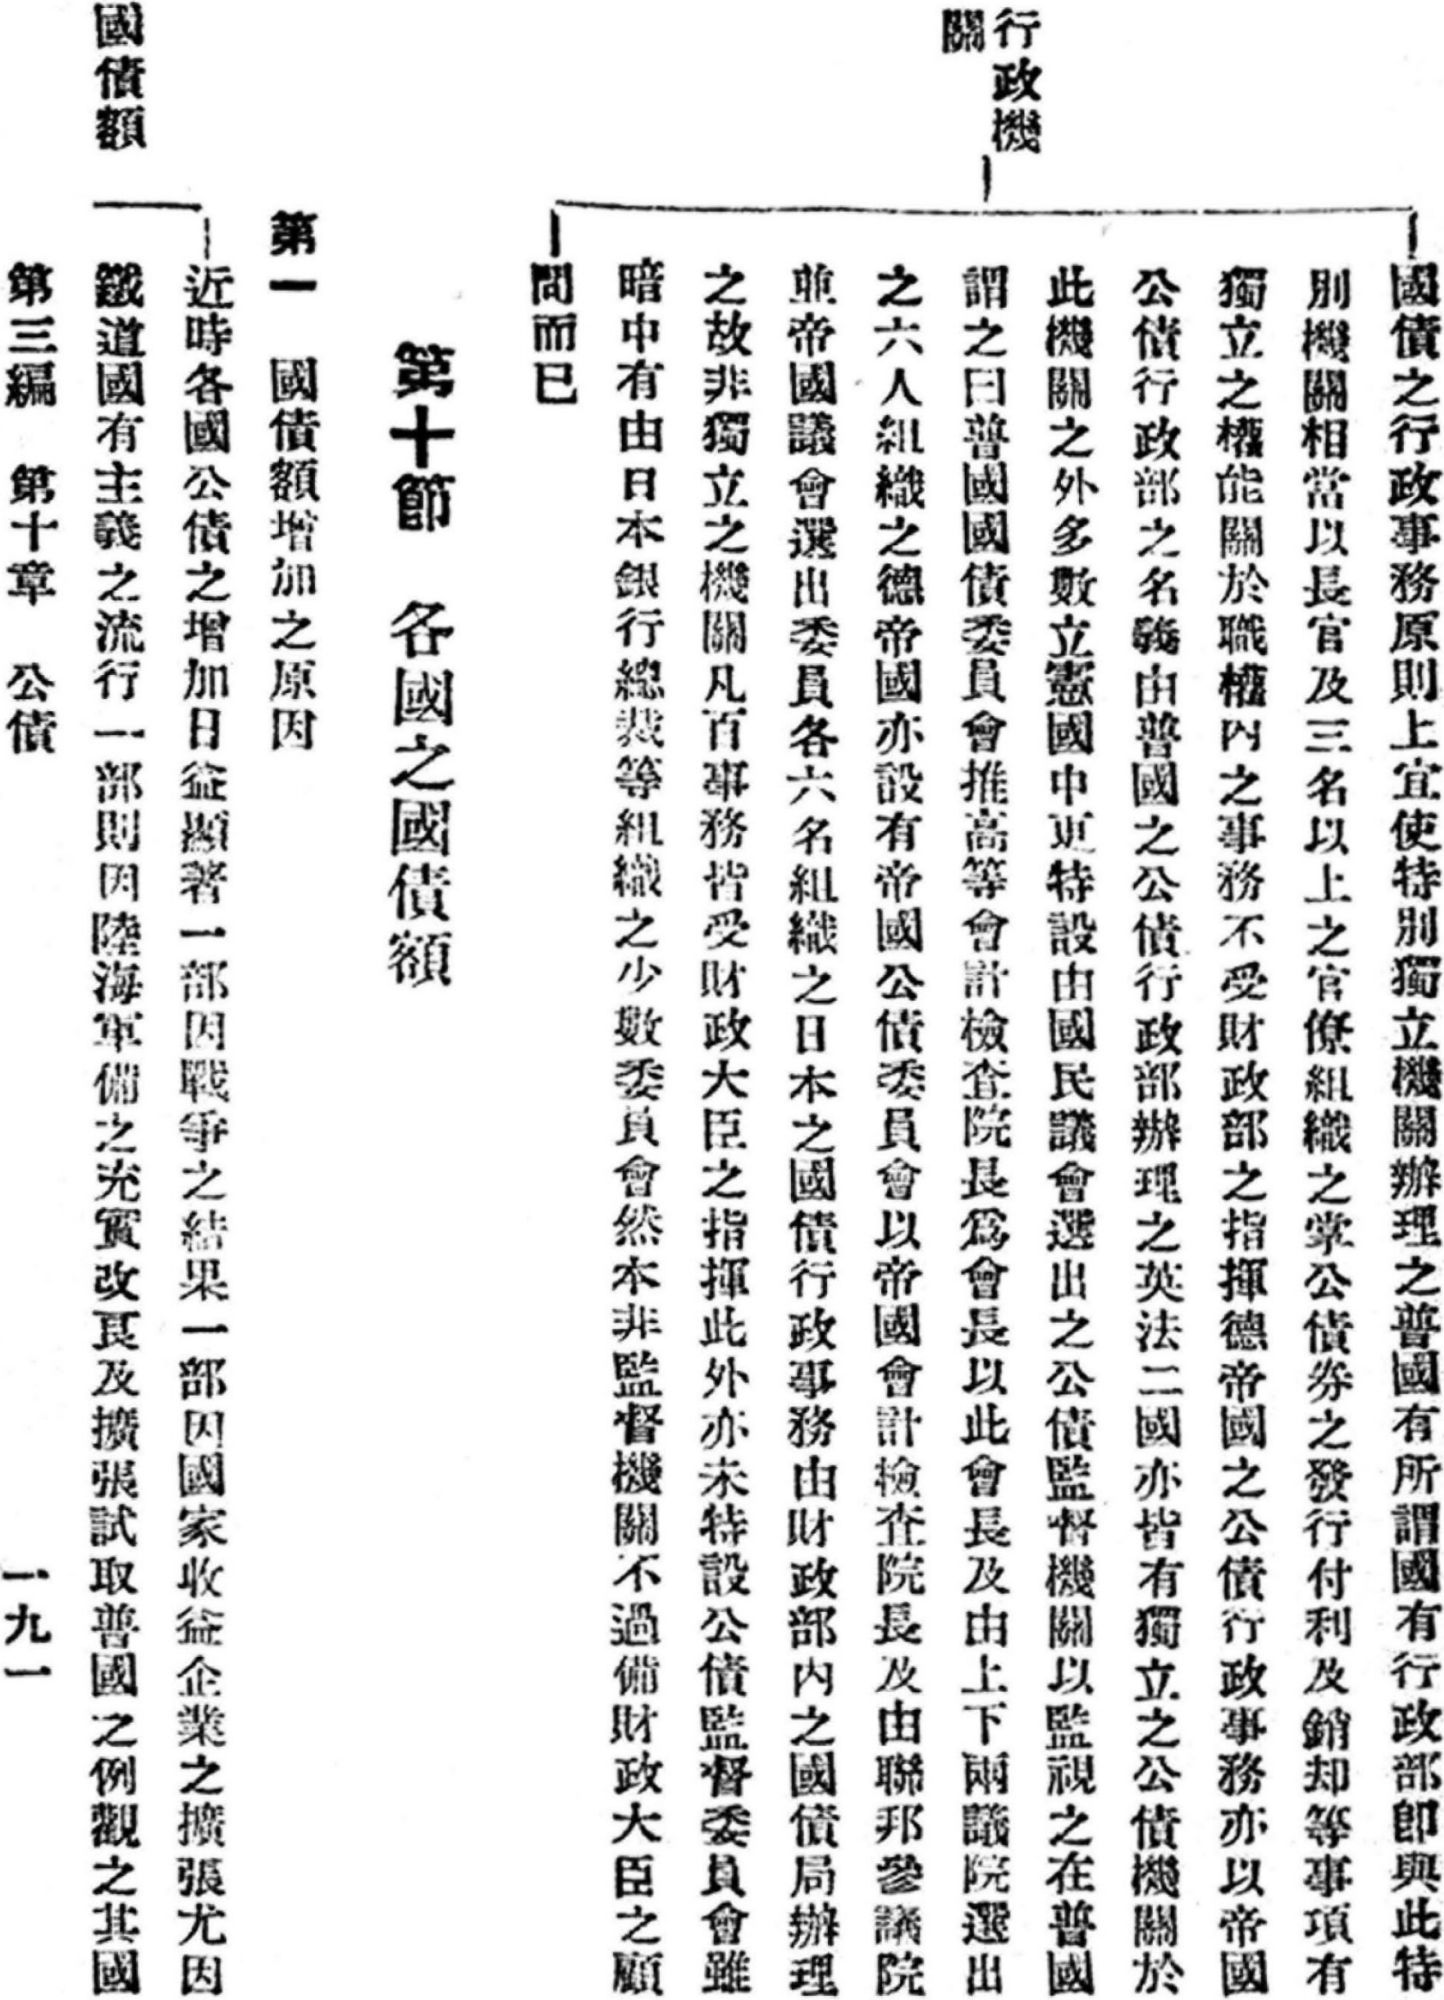 行政機
關
國債之行政事務原則上宜使特別獨立機關辦理之普國有所謂國有行政部即與此特
別機關相當以長官及三名以上之官僚組織之掌公債券之發行付利及銷却等事項有
獨立之權能關於職權內之事務不受財政部之指揮德帝國之公債行政事務亦以帝國
公債行政部之名義由普國之公債行政部辦理之英法二國亦皆有獨立之公債機關於
此機關之外多數立憲國中更特設由國民議會選出之公債監督機關以監視之在普國
謂之曰普國國債委員會推高等會計檢查院長爲會長以此會長及由上下兩議院選出
之六人組織之德帝國亦設有帝國公債委員會以帝國會計檢查院長及由聯邦參議院
並帝國議會選出委員各六名組織之日本之國債行政事務由財政部內之國債局辦理
之故非獨立之機關凡百事務皆受財政大臣之指揮此外亦未特設公債監督委員會雖
暗中有由日本銀行總裁等組織之少數委員會然本非監督機關不過備財政大臣之顧
問而已
第十節　各國之國債額
第一　國債額增加之原因
國債額
近時各國公債之增加日益顯著一部因戰爭之結果一部因國家收益企業之擴張尤因
鐵道國有主義之流行一部則因陸海軍備之充實改良及擴張試取普國之例觀之其國
第三編　第十章　公債　一九一